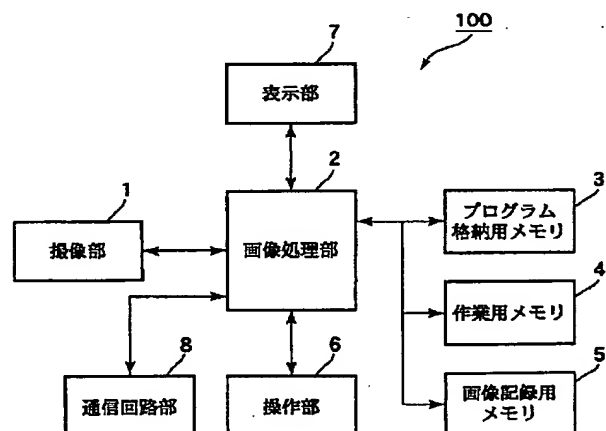 100
7
表示部
2
画像処理部
1
撮像部
3
プログラム
格納用メモリ
4
作業用メモリ
5
画像記録用
メモリ
8
通信回路部
6
操作部